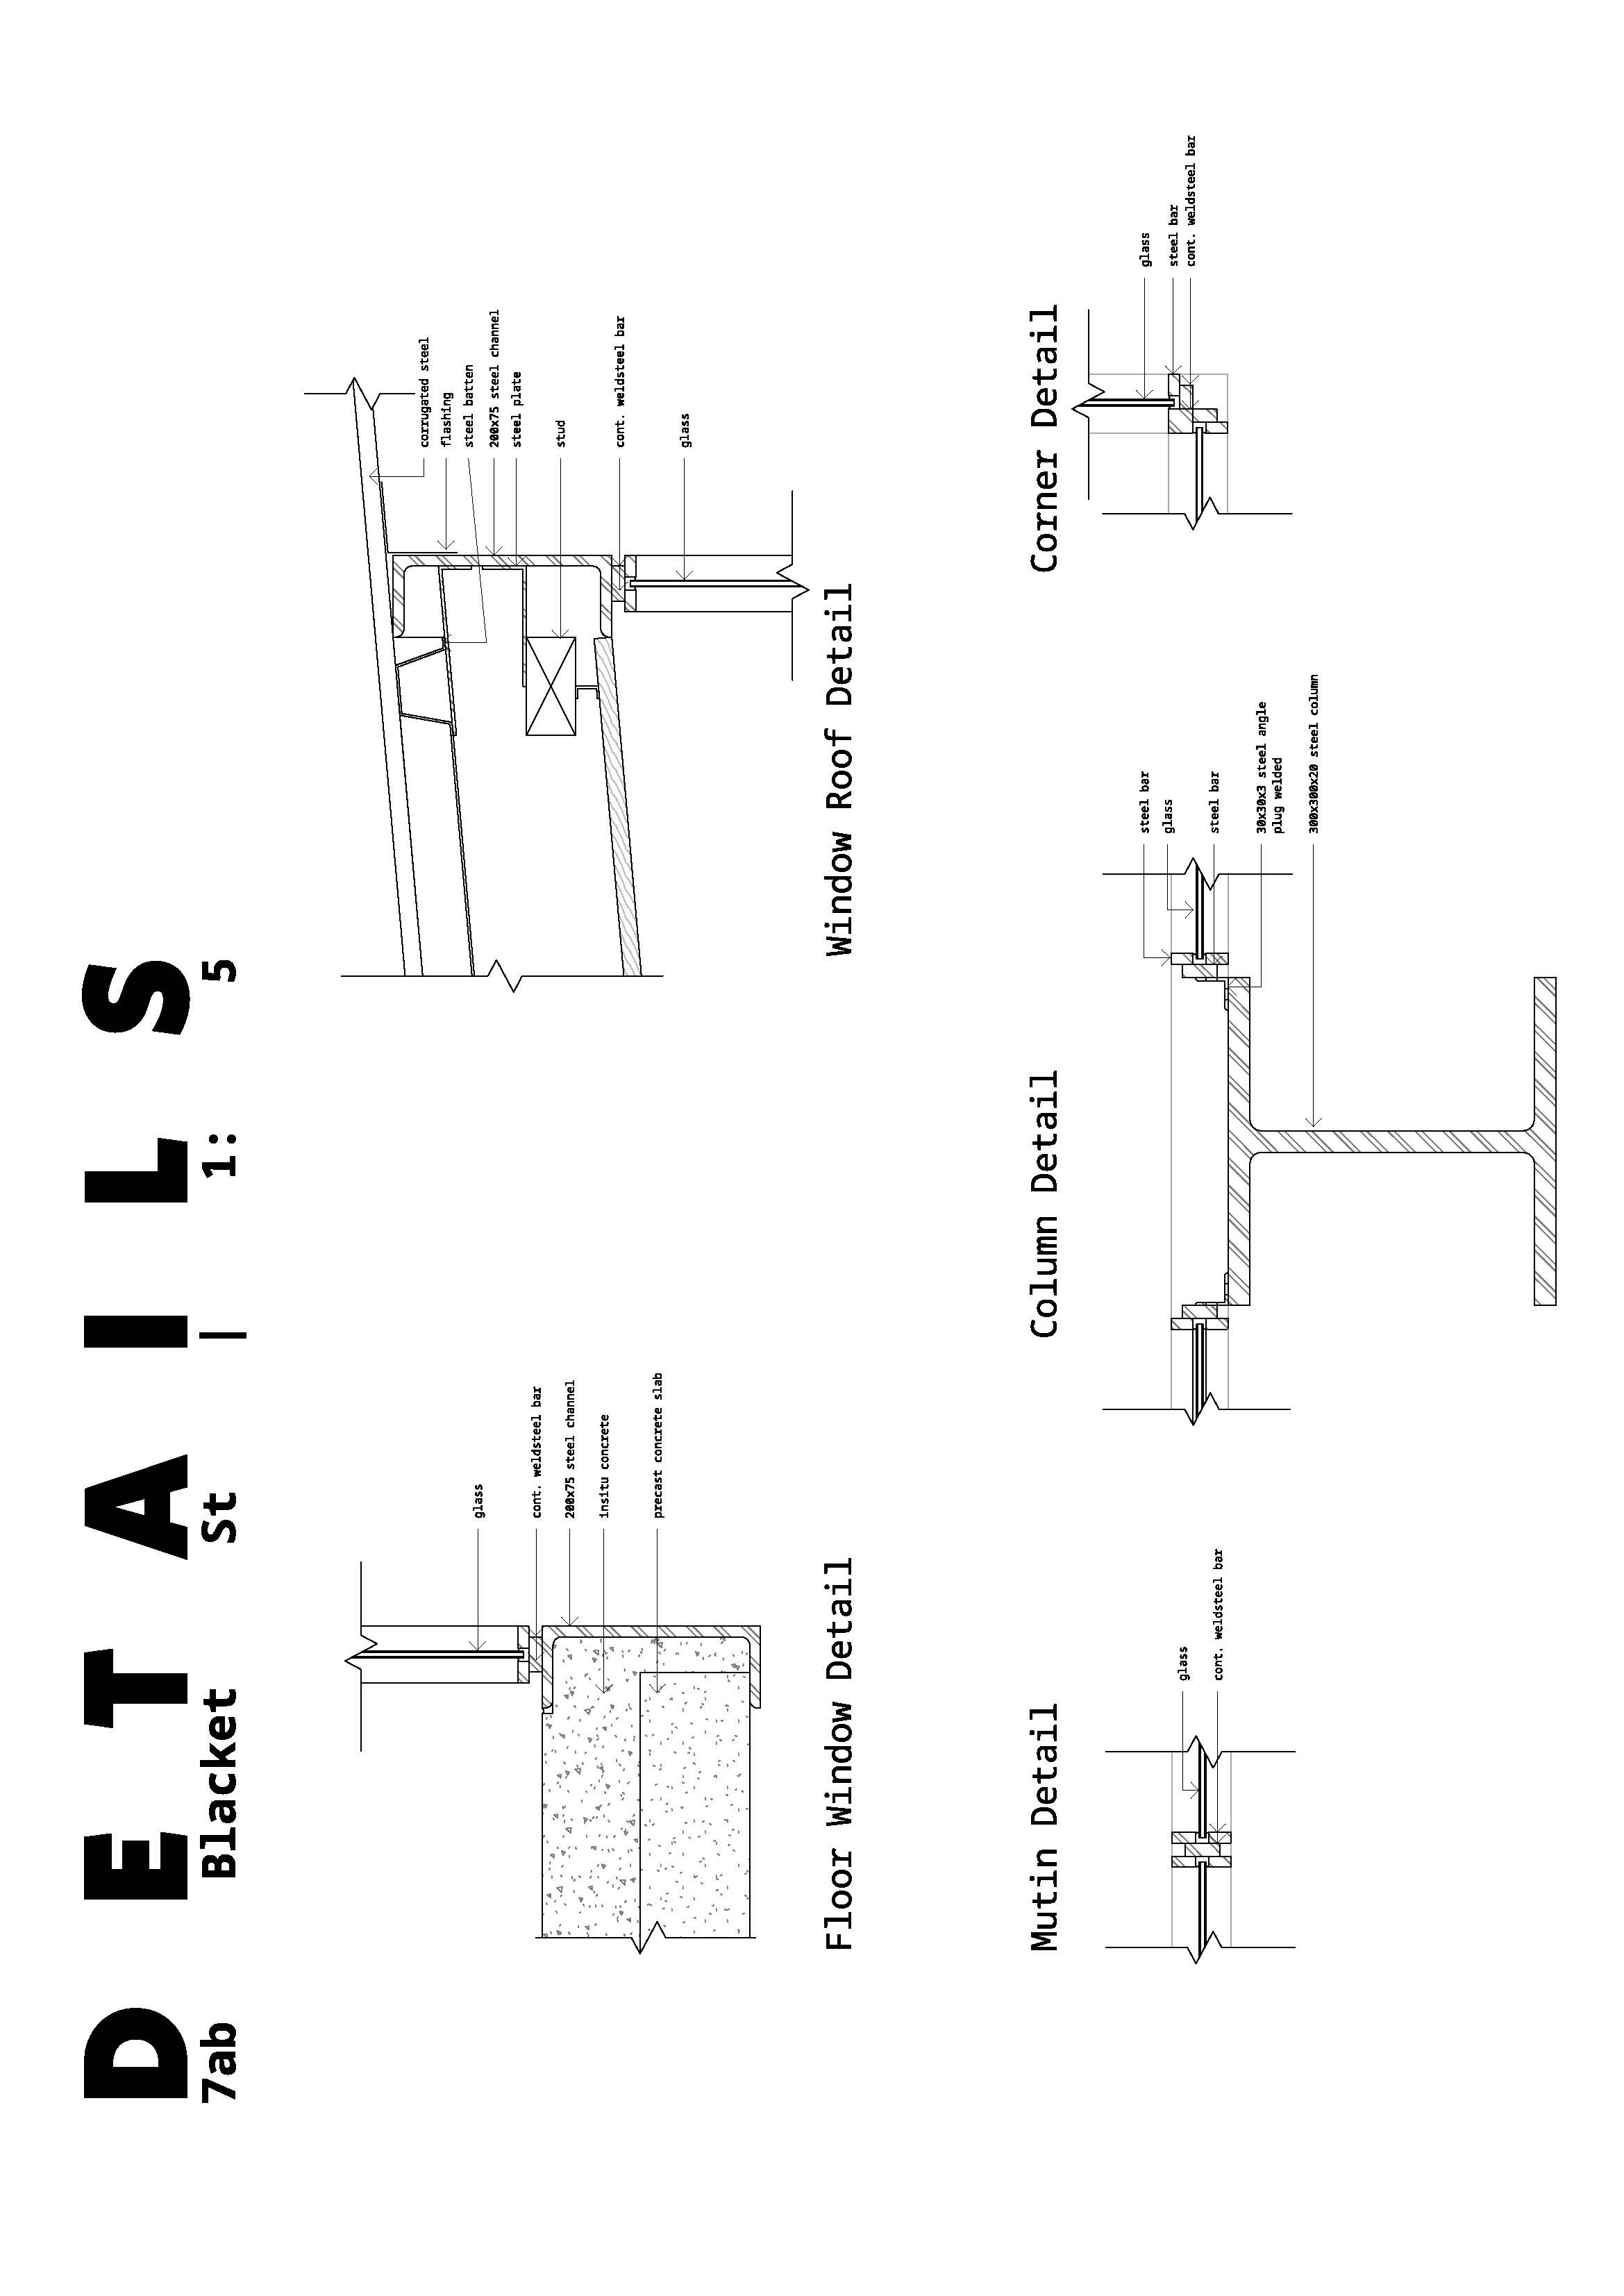 DETAILS
7ab Blacket St | 1: 5
glass
cont. weldsteel bar
200x75 steel channel
insitu concrete
precast concrete slab
Floor Window Detail
corrugated steel
flashing
steel batten
200x75 steel channel
steel plate
stud
cont. weldsteel bar
glass
Window Roof Detail
Mutin Detail
glass
cont. weldsteel bar
Column Detail
steel bar
glass
steel bar
30x30x3 steel angle
plug welded
300x300x20 steel column
Corner Detail
glass
steel bar
cont. weldsteel bar